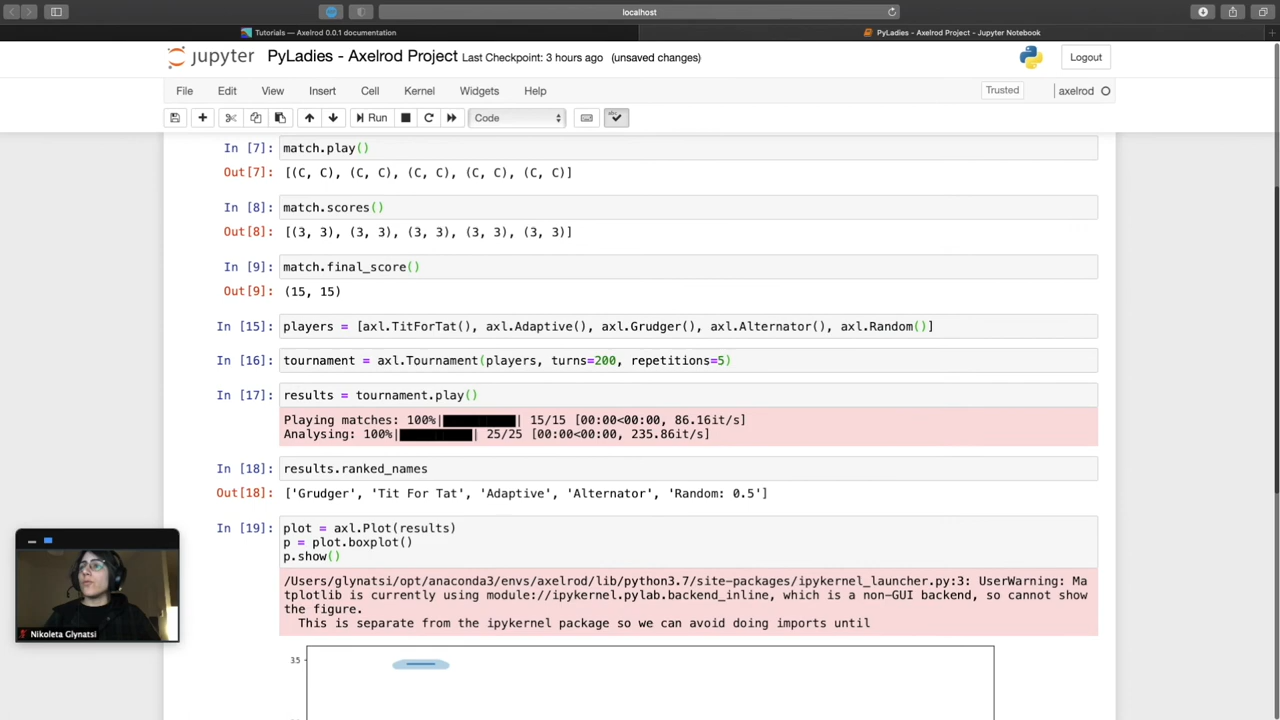 localhost
Tutorials — Axelrod 0.0.1 documentation
PyLadies - Axelrod Project - Jupyter Notebook
jupyter PyLadies - Axelrod Project Last Checkpoint: 3 hours ago (unsaved changes)
Logout
File Edit View Insert Cell Kernel Widgets Help
Trusted
axelrod
Run
Code
In [7]: match.play()
Out[7]: [(C, C), (C, C), (C, C), (C, C), (C, C)]
In [8]: match.scores()
Out[8]: [(3, 3), (3, 3), (3, 3), (3, 3), (3, 3)]
In [9]: match.final_score()
Out[9]: (15, 15)
In [15]: players = [axl.TitForTat(), axl.Adaptive(), axl.Grudger(), axl.Alternator(), axl.Random()]
In [16]: tournament = axl.Tournament(players, turns=200, repetitions=5)
In [17]: results = tournament.play()
Playing matches: 100%| | 15/15 [00:00<00:00, 86.16it/s]
Analysing: 100%| | 25/25 [00:00<00:00, 235.86it/s]
In [18]: results.ranked_names
Out[18]: ['Grudger', 'Tit For Tat', 'Adaptive', 'Alternator', 'Random: 0.5']
In [19]: plot = axl.Plot(results)
p = plot.boxplot()
p.show()
/Users/glynatsi/opt/anaconda3/envs/axelrod/lib/python3.7/site-packages/ipykernel_launcher.py:3: UserWarning: Ma
tplotlib is currently using module://ipykernel.pylab.backend_inline, which is a non-GUI backend, so cannot show
the figure.
This is separate from the ipykernel package so we can avoid doing imports until
35
Nikoleta Glynatsi